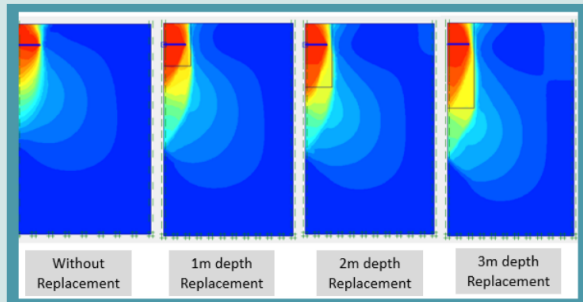 Without
Replacement
1m depth
Replacement
2m depth
Replacement
3m depth
Replacement